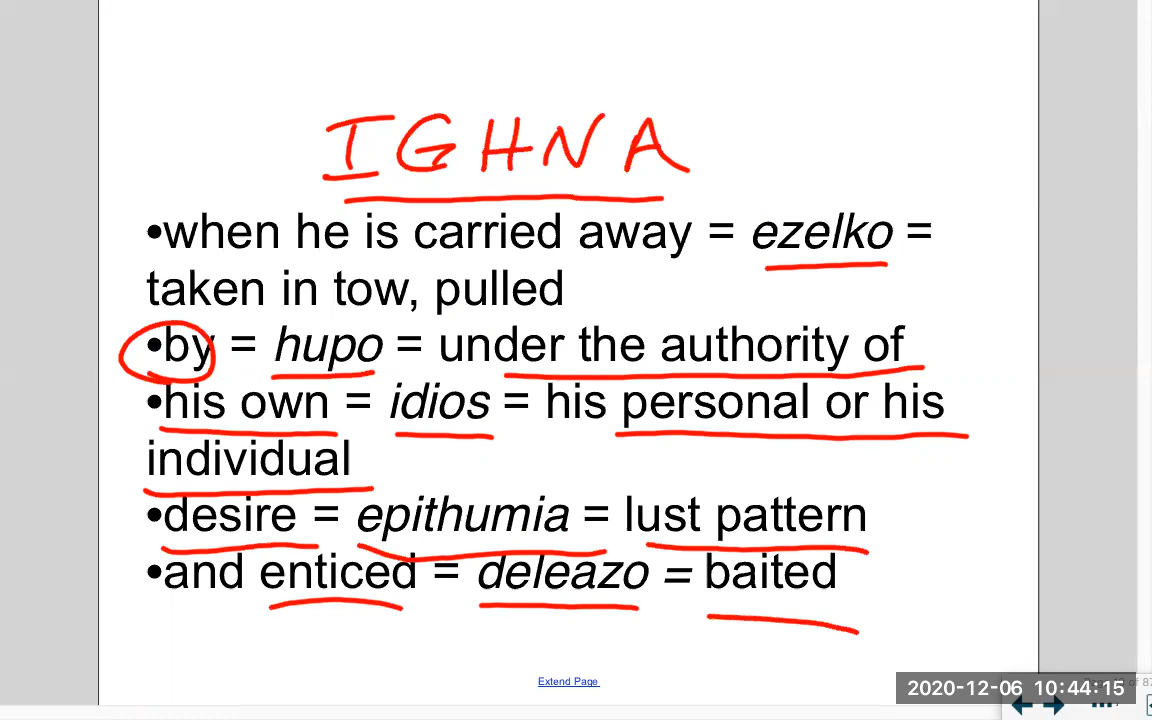 IGHNA
•when he is carried away = ezelko =
taken in tow, pulled
•by = hupo = under the authority of
•his own = idios = his personal or his
individual
•desire = epithumia = lust pattern
•and enticed = deleazo = baited
Extend Page
2020-12-06 10:44:15
of 87